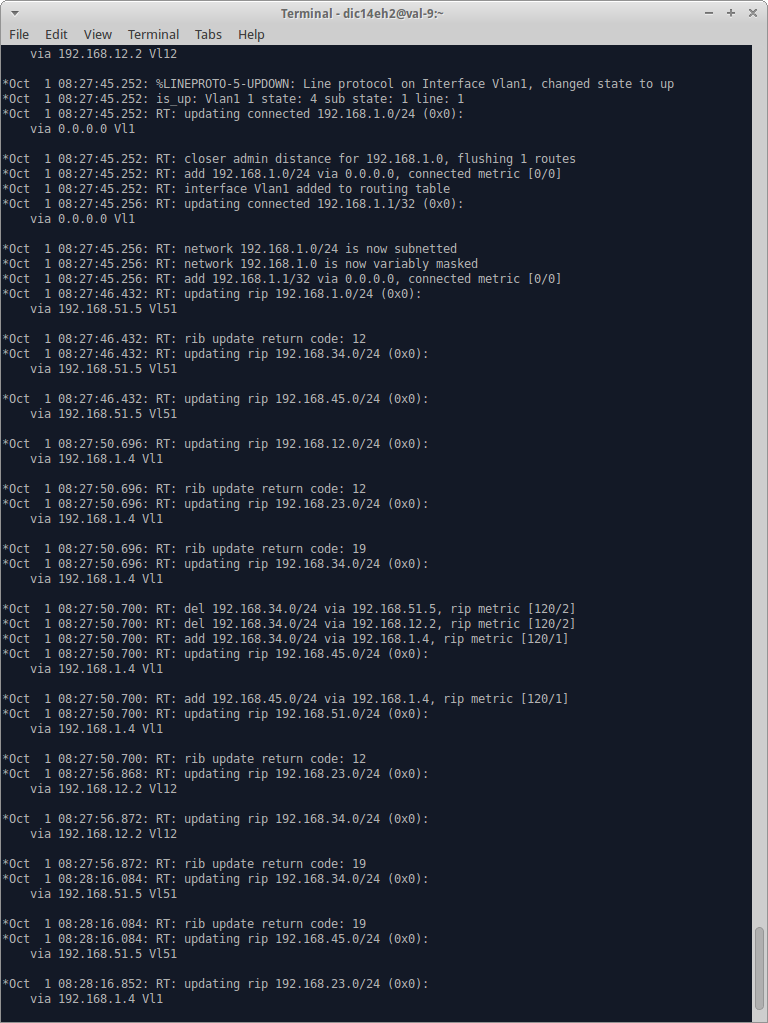 Terminal - dic14eh2@val-9:~
File Edit View Terminal Tabs Help
via 192.168.12.2 Vl12
*Oct  1 08:27:45.252: %LINEPROTO-5-UPDOWN: Line protocol on Interface Vlan1, changed state to up
*Oct  1 08:27:45.252: is_up: Vlan1 1 state: 4 sub state: 1 line: 1
*Oct  1 08:27:45.252: RT: updating connected 192.168.1.0/24 (0x0):
via 0.0.0.0 Vl1
*Oct  1 08:27:45.252: RT: closer admin distance for 192.168.1.0, flushing 1 routes
*Oct  1 08:27:45.252: RT: add 192.168.1.0/24 via 0.0.0.0, connected metric [0/0]
*Oct  1 08:27:45.252: RT: interface Vlan1 added to routing table
*Oct  1 08:27:45.256: RT: updating connected 192.168.1.1/32 (0x0):
via 0.0.0.0 Vl1
*Oct  1 08:27:45.256: RT: network 192.168.1.0/24 is now subnetted
*Oct  1 08:27:45.256: RT: network 192.168.1.0 is now variably masked
*Oct  1 08:27:45.256: RT: add 192.168.1.1/32 via 0.0.0.0, connected metric [0/0]
*Oct  1 08:27:46.432: RT: updating rip 192.168.1.0/24 (0x0):
via 192.168.51.5 Vl51
*Oct  1 08:27:46.432: RT: rib update return code: 12
*Oct  1 08:27:46.432: RT: updating rip 192.168.34.0/24 (0x0):
via 192.168.51.5 Vl51
*Oct  1 08:27:46.432: RT: updating rip 192.168.45.0/24 (0x0):
via 192.168.51.5 Vl51
*Oct  1 08:27:50.696: RT: updating rip 192.168.12.0/24 (0x0):
via 192.168.1.4 Vl1
*Oct  1 08:27:50.696: RT: rib update return code: 12
*Oct  1 08:27:50.696: RT: updating rip 192.168.23.0/24 (0x0):
via 192.168.1.4 Vl1
*Oct  1 08:27:50.696: RT: rib update return code: 19
*Oct  1 08:27:50.696: RT: updating rip 192.168.34.0/24 (0x0):
via 192.168.1.4 Vl1
*Oct  1 08:27:50.700: RT: del 192.168.34.0/24 via 192.168.51.5, rip metric [120/2]
*Oct  1 08:27:50.700: RT: del 192.168.34.0/24 via 192.168.12.2, rip metric [120/2]
*Oct  1 08:27:50.700: RT: add 192.168.34.0/24 via 192.168.1.4, rip metric [120/1]
*Oct  1 08:27:50.700: RT: updating rip 192.168.45.0/24 (0x0):
via 192.168.1.4 Vl1
*Oct  1 08:27:50.700: RT: add 192.168.45.0/24 via 192.168.1.4, rip metric [120/1]
*Oct  1 08:27:50.700: RT: updating rip 192.168.51.0/24 (0x0):
via 192.168.1.4 Vl1
*Oct  1 08:27:50.700: RT: rib update return code: 12
*Oct  1 08:27:56.868: RT: updating rip 192.168.23.0/24 (0x0):
via 192.168.12.2 Vl12
*Oct  1 08:27:56.872: RT: updating rip 192.168.34.0/24 (0x0):
via 192.168.12.2 Vl12
*Oct  1 08:27:56.872: RT: rib update return code: 19
*Oct  1 08:28:16.084: RT: updating rip 192.168.34.0/24 (0x0):
via 192.168.51.5 Vl51
*Oct  1 08:28:16.084: RT: rib update return code: 19
*Oct  1 08:28:16.084: RT: updating rip 192.168.45.0/24 (0x0):
via 192.168.51.5 Vl51
*Oct  1 08:28:16.852: RT: updating rip 192.168.23.0/24 (0x0):
via 192.168.1.4 Vl1